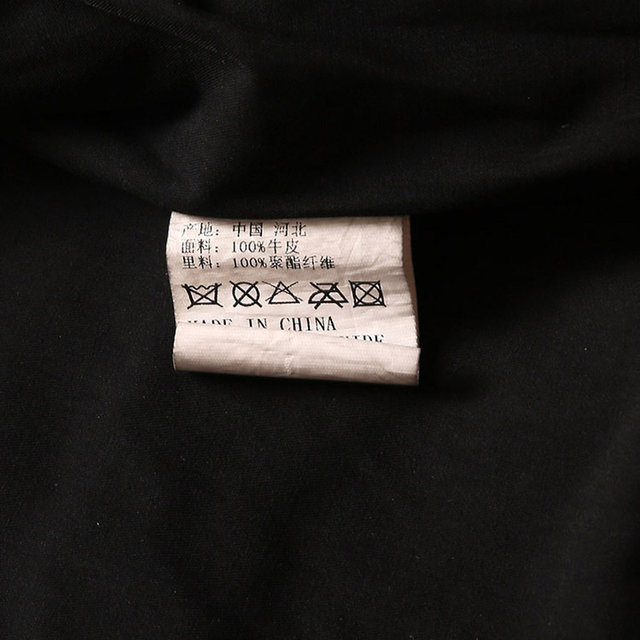 产地: 中国 河北
面料: 100%牛皮
里料: 100%聚酯纤维
MADE IN CHINA